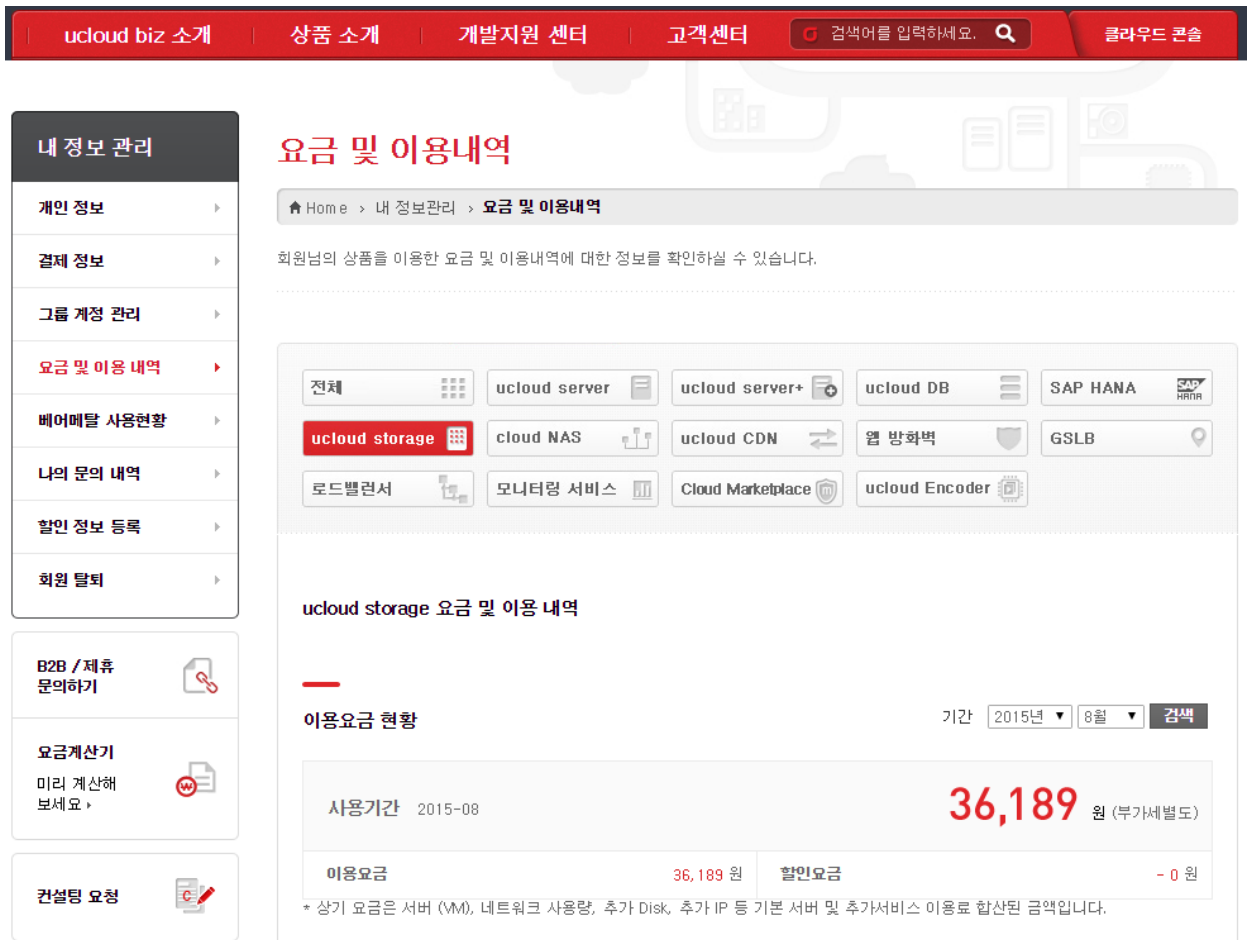 ucloud biz 소개 상품 소개 개발지원 센터 고객센터 검색어를 입력하세요. 클라우드 콘솔
내 정보 관리
개인 정보
결제 정보
그룹 계정 관리
요금 및 이용 내역
베어메탈 사용현황
나의 문의 내역
할인 정보 등록
회원 탈퇴
B2B / 제휴
문의하기
요금계산기
미리 계산해
보세요
컨설팅 요청
요금 및 이용내역
Home > 내 정보관리 > 요금 및 이용내역
회원님의 상품을 이용한 요금 및 이용내역에 대한 정보를 확인하실 수 있습니다.
전체 ucloud server ucloud server+ ucloud DB SAP HANA SAP HANA
ucloud storage cloud NAS ucloud CDN 웹 방화벽 GSLB
로드밸런서 모니터링 서비스 Cloud Marketplace ucloud Encoder
ucloud storage 요금 및 이용 내역
이용요금 현황 기간 2015년 ▼ 8월 ▼ 검색
사용기간 2015-08 36,189 원 (부가세별도)
이용요금 36,189 원 할인요금 - 0 원
* 상기 요금은 서버 (VM), 네트워크 사용량, 추가 Disk, 추가 IP 등 기본 서버 및 추가서비스 이용료 합산된 금액입니다.